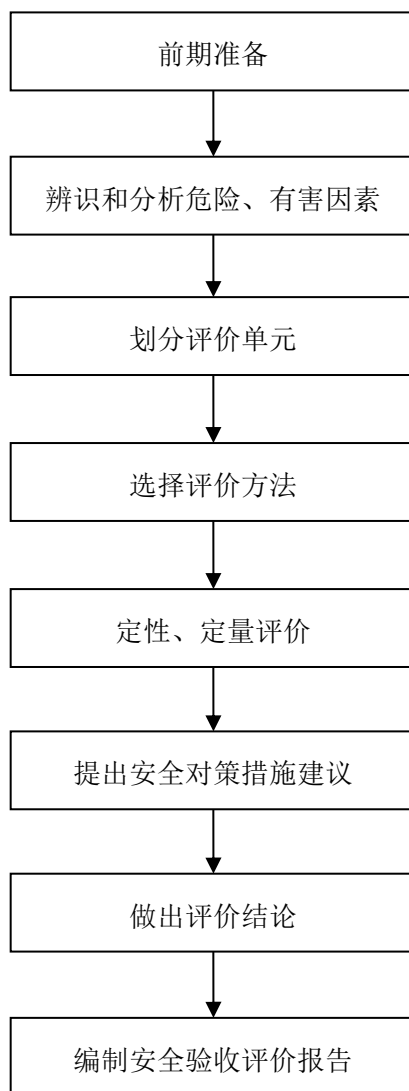 前期准备
辨识和分析危险、有害因素
划分评价单元
选择评价方法
定性、定量评价
提出安全对策措施建议
做出评价结论
编制安全验收评价报告